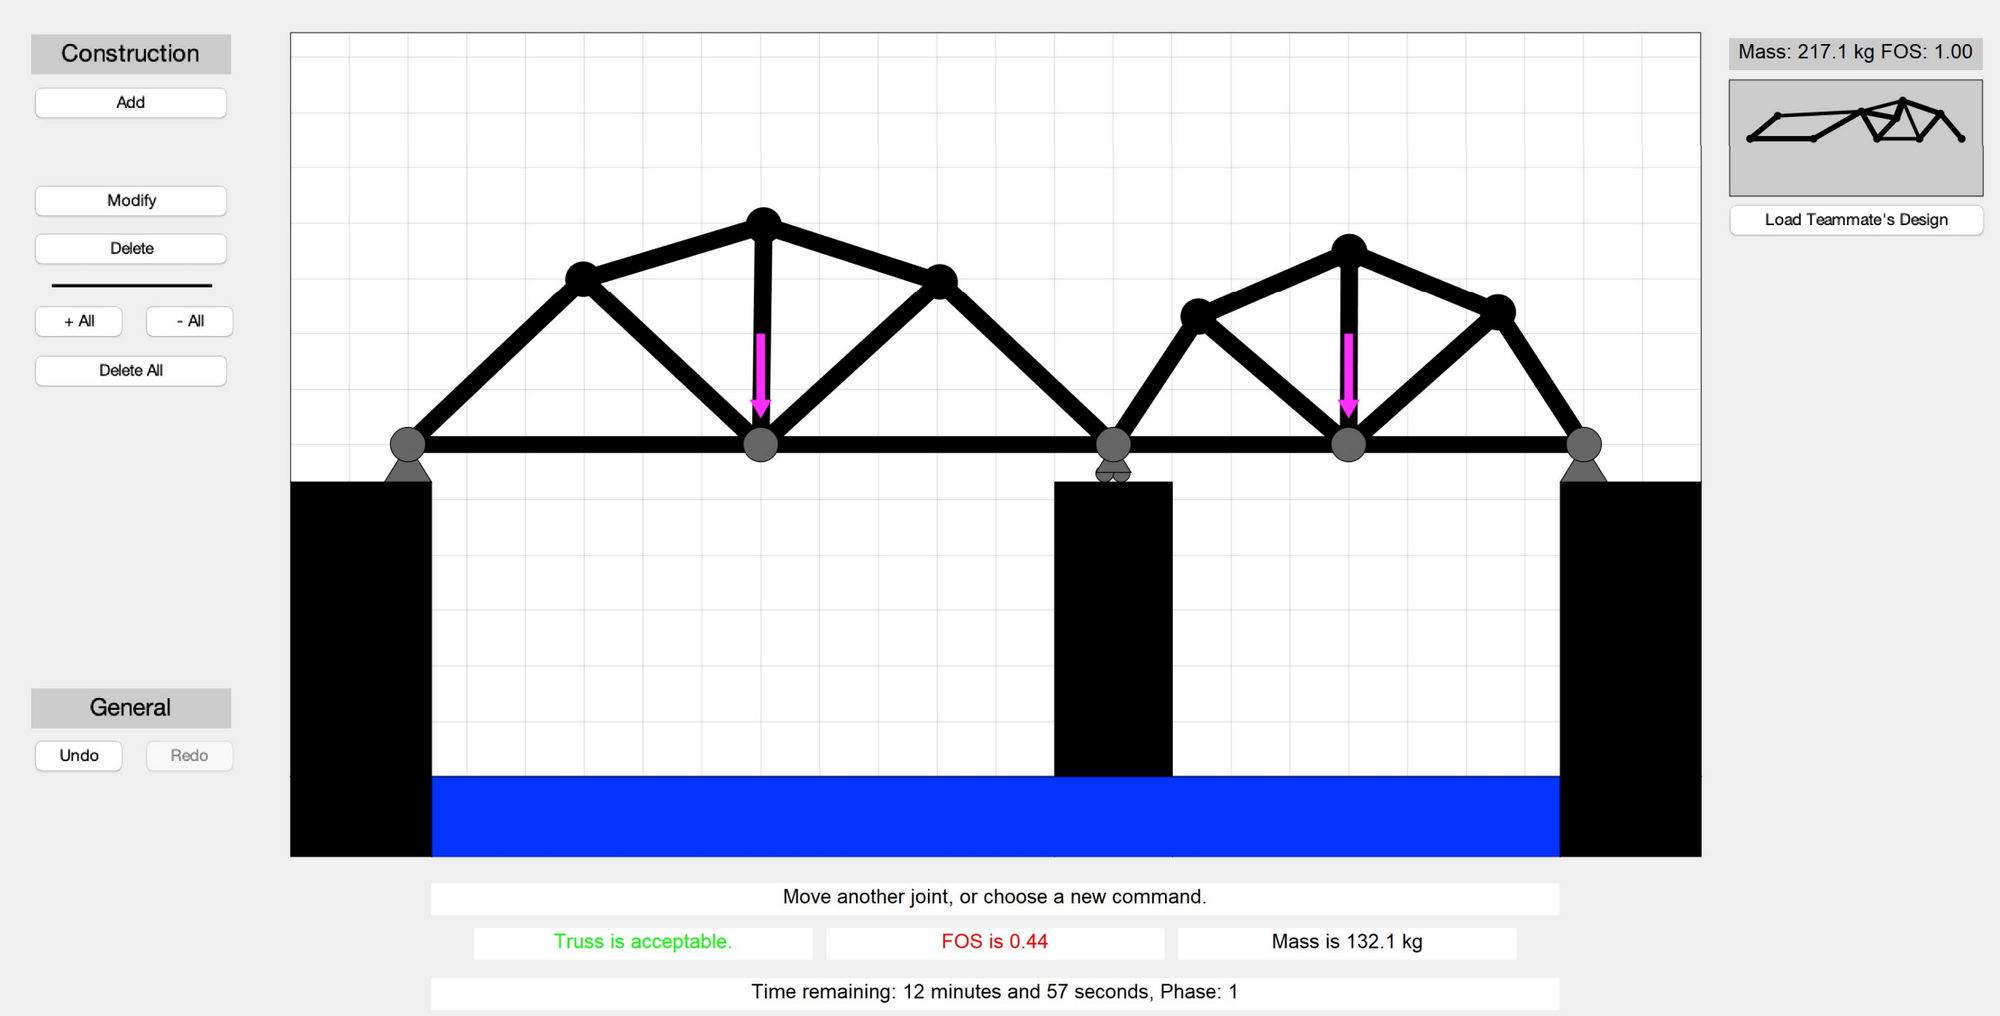 Construction
Add
Modify
Delete
+ All
- All
Delete All
General
Undo
Redo
Mass: 217.1 kg FOS: 1.00
Load Teammate's Design
Move another joint, or choose a new command.
Truss is acceptable.
FOS is 0.44
Mass is 132.1 kg
Time remaining: 12 minutes and 57 seconds, Phase: 1